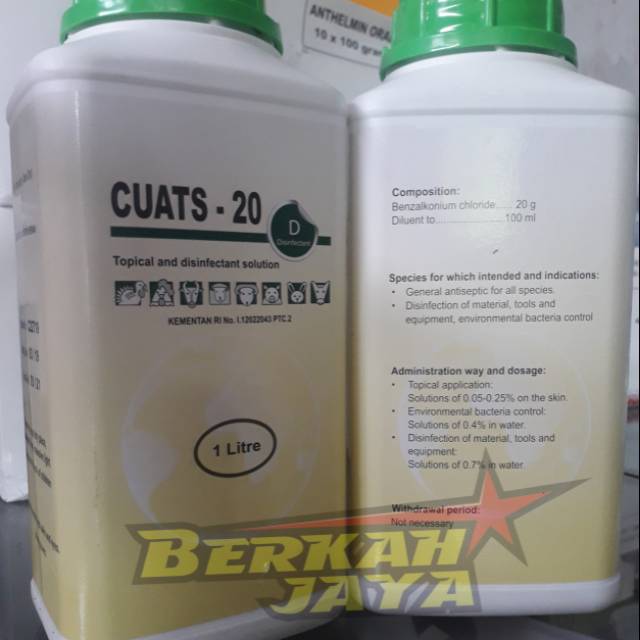 ANTHELMIN ORA
10 x 100 gra
CUATS - 20
D
Disinfectant
Topical and disinfectant solution
KEMENTAN RI No. I.12022043 PTC.2
1 Litre
Composition:
Benzalkonium chloride...... 20 g
Diluent to........................100 ml
Species for which intended and indications:
• General antiseptic for all species.
• Disinfection of material, tools and
equipment, environmental bacteria control
Administration way and dosage:
• Topical application:
Solutions of 0.05-0.25% on the skin.
• Environmental bacteria control:
Solutions of 0.4% in water.
• Disinfection of material, tools and
equipment:
Solutions of 0.7% in water
Withdrawal period:
Not necessary
BERKAH
JAYA